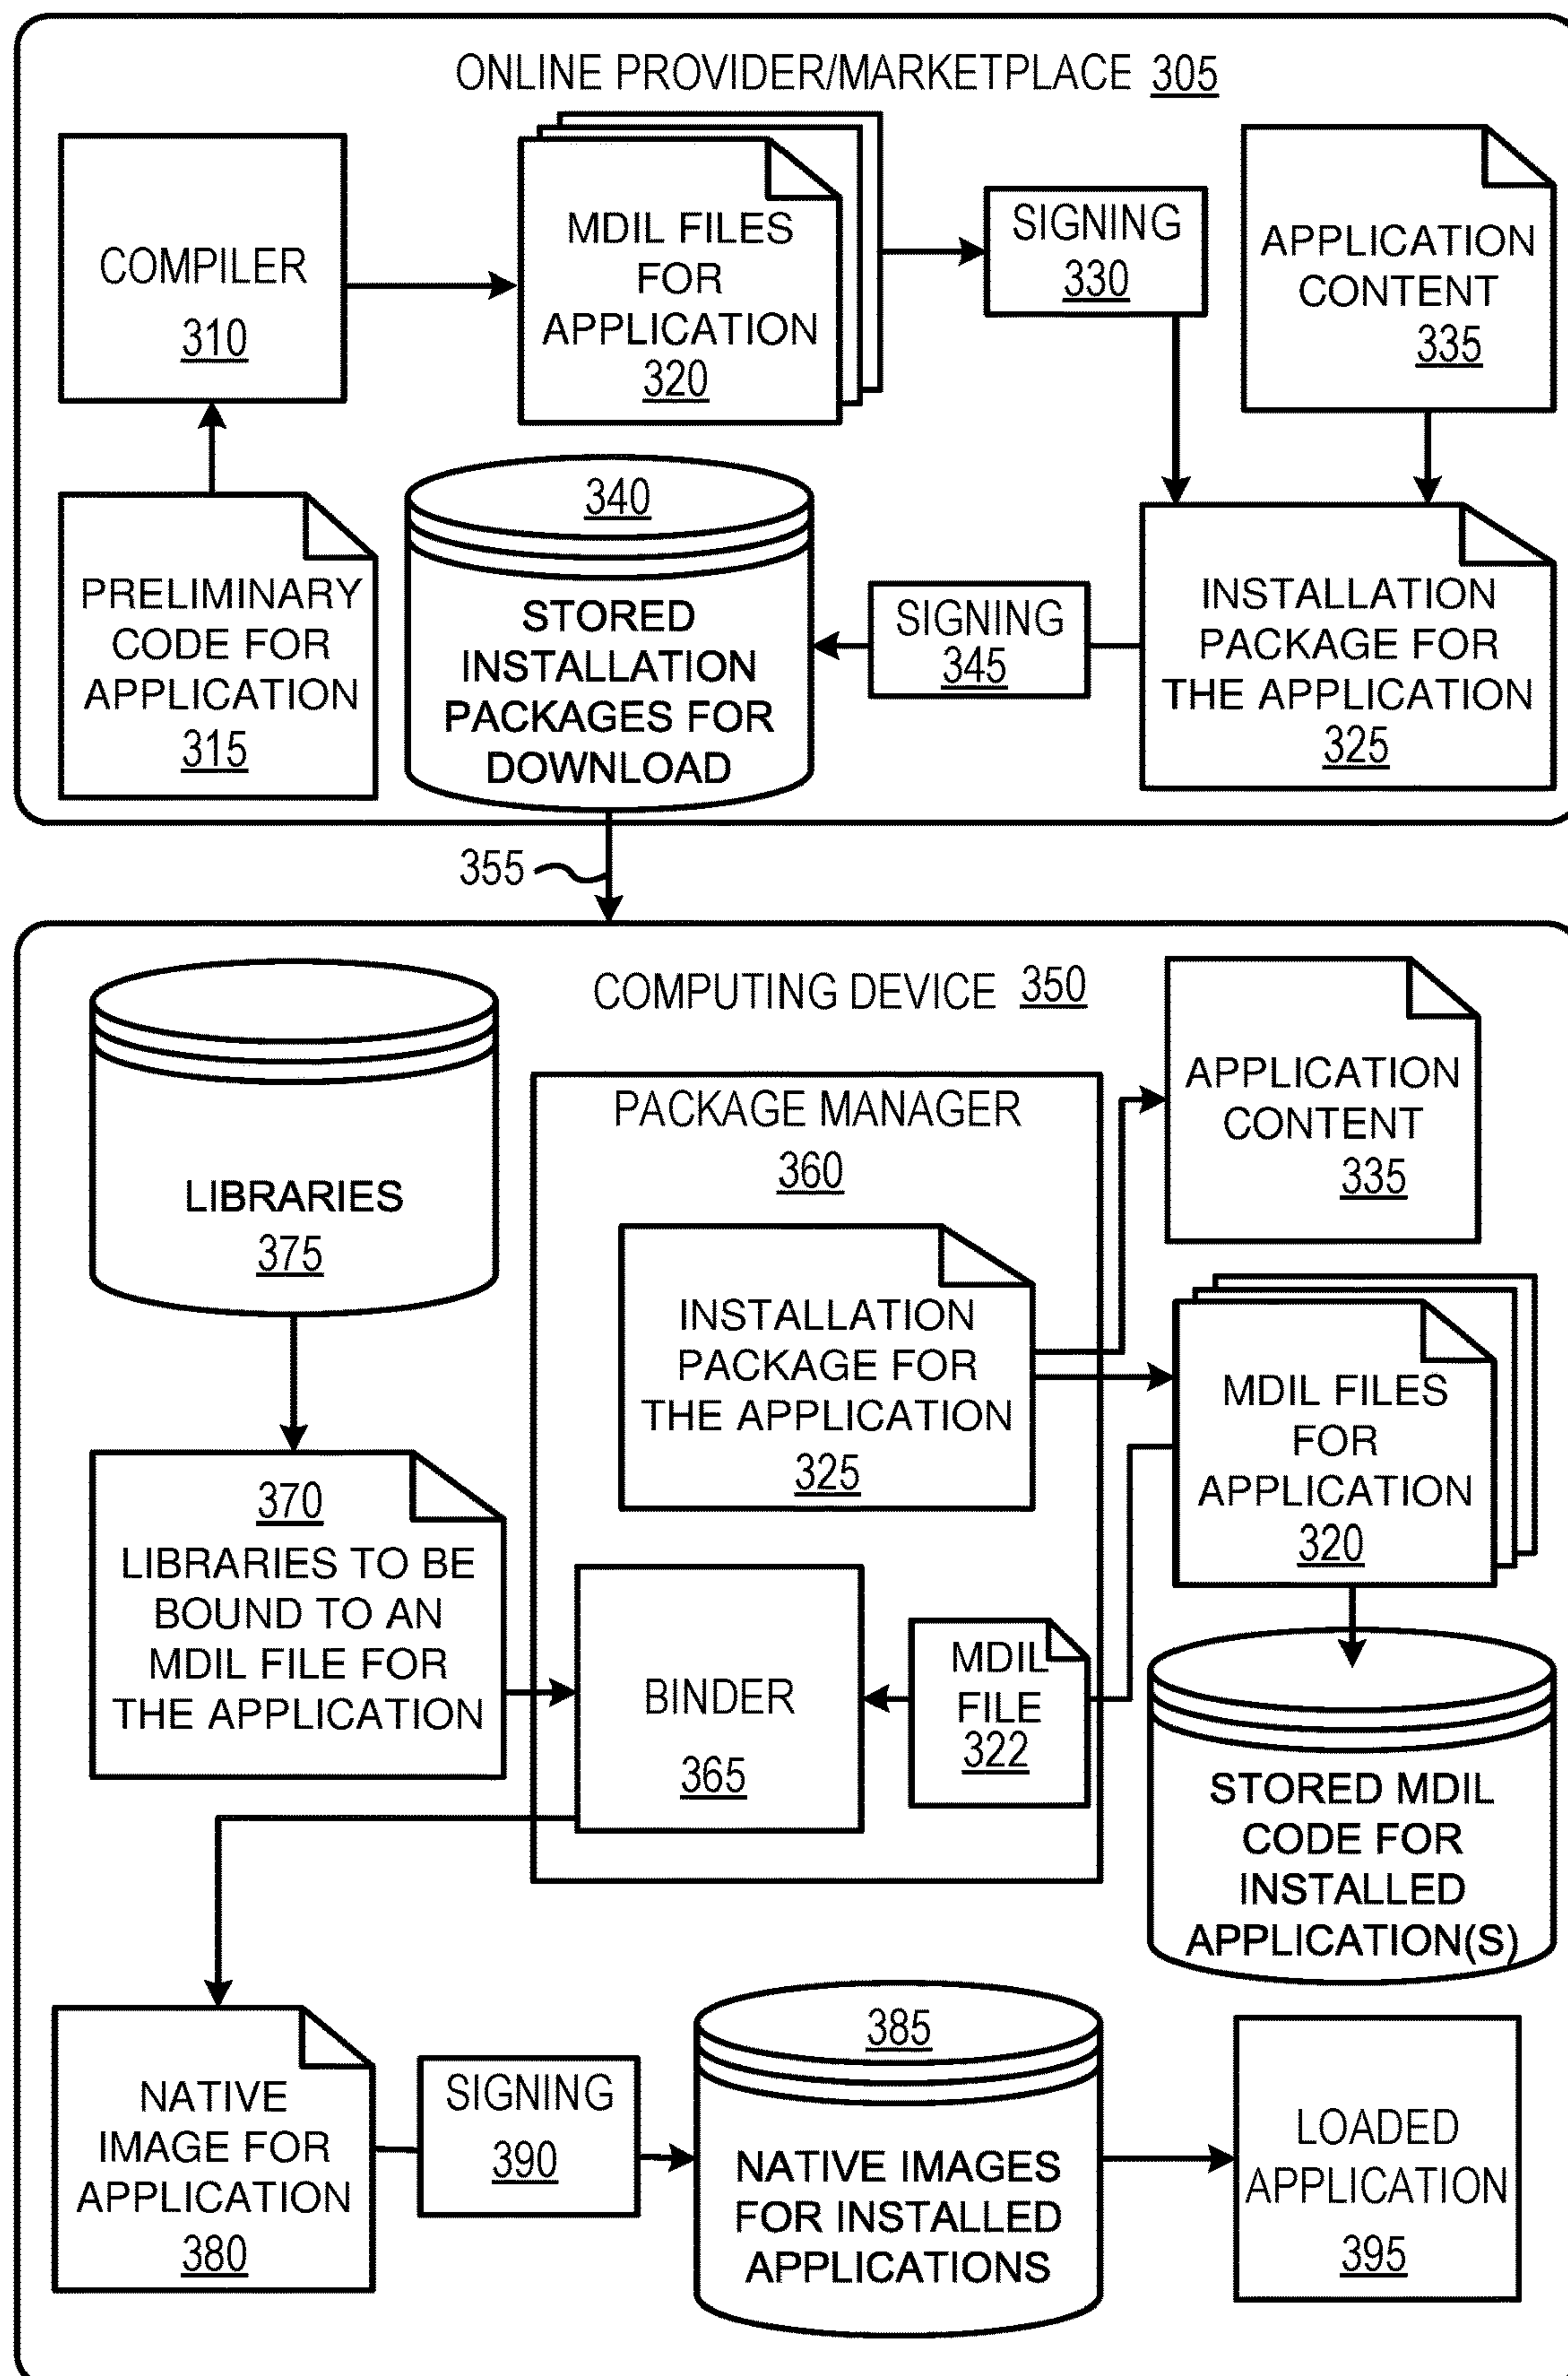 ONLINE PROVIDER/MARKETPLACE 305
COMPILER
310
MDIL FILES
FOR
APPLICATION
320
SIGNING
330
APPLICATION
CONTENT
335
PRELIMINARY
CODE FOR
APPLICATION
315
340
STORED
INSTALLATION
PACKAGES FOR
DOWNLOAD
SIGNING
345
INSTALLATION
PACKAGE FOR
THE APPLICATION
325
355
COMPUTING DEVICE 350
LIBRARIES
375
PACKAGE MANAGER
360
APPLICATION
CONTENT
335
INSTALLATION
PACKAGE FOR
THE APPLICATION
325
MDIL FILES
FOR
APPLICATION
320
370
LIBRARIES TO BE
BOUND TO AN
MDIL FILE FOR
THE APPLICATION
BINDER
365
MDIL
FILE
322
STORED MDIL
CODE FOR
INSTALLED
APPLICATION(S)
NATIVE
IMAGE FOR
APPLICATION
380
SIGNING
390
385
NATIVE IMAGES
FOR INSTALLED
APPLICATIONS
LOADED
APPLICATION
395